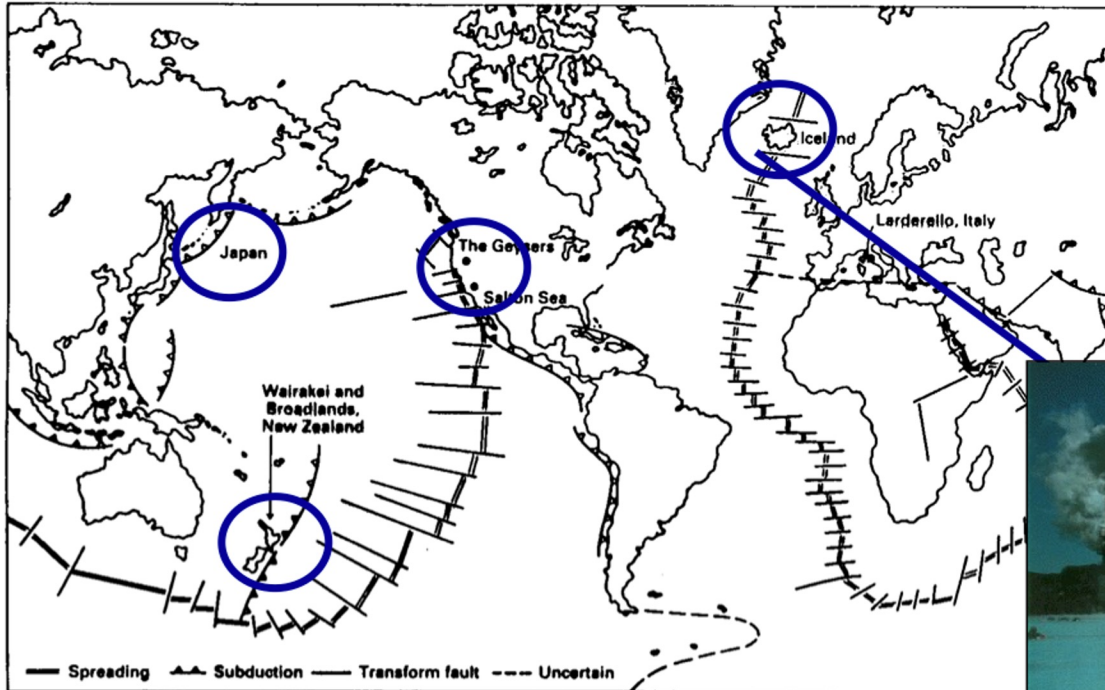 Iceland
Larderello, Italy
Japan
The Geysers
Salton Sea
Wairakei and
Broadlands,
New Zealand
Spreading
Subduction
Transform fault
Uncertain